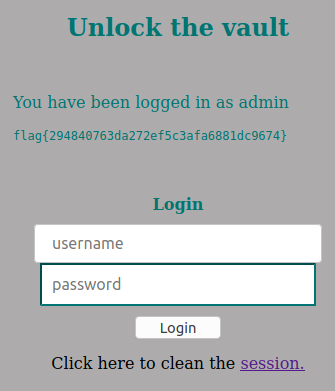 Unlock the vault
You have been logged in as admin
flag{294840763da272ef5c3afa6881dc9674}
Login
username
password
Login
Click here to clean the session.